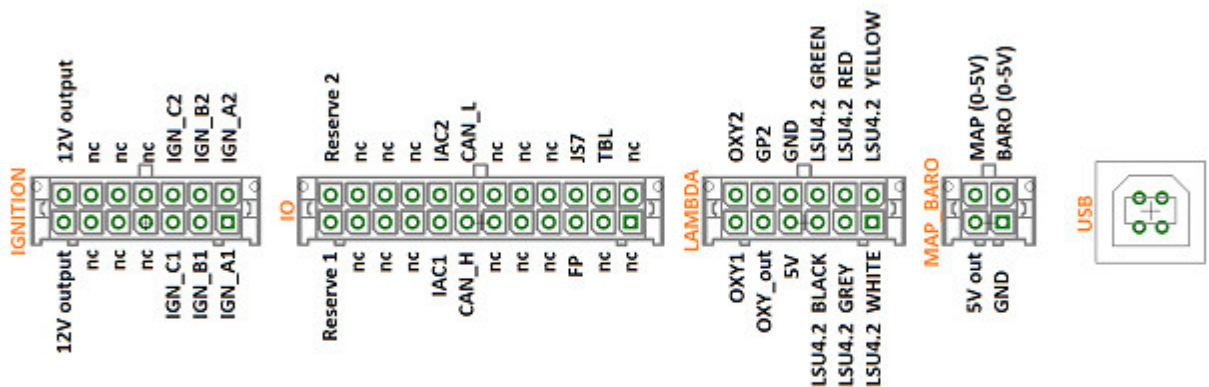 IGNITION
12V output
nc
nc
nc
IGN_C2
IGN_B2
IGN_A2
12V output
nc
nc
nc
IGN_C1
IGN_B1
IGN_A1
IO
Reserve 2
nc
nc
nc
IAC2
CAN_L
nc
nc
nc
JS7
TBL
nc
Reserve 1
nc
nc
nc
IAC1
CAN_H
nc
nc
nc
FP
nc
nc
LAMBDA
OXY2
GP2
GND
LSU4.2 GREEN
LSU4.2 RED
LSU4.2 YELLOW
OXY1
OXY_out
5V
LSU4.2 BLACK
LSU4.2 GREY
LSU4.2 WHITE
MAP_BARO
MAP (0-5V)
BARO (0-5V)
5V out
GND
USB